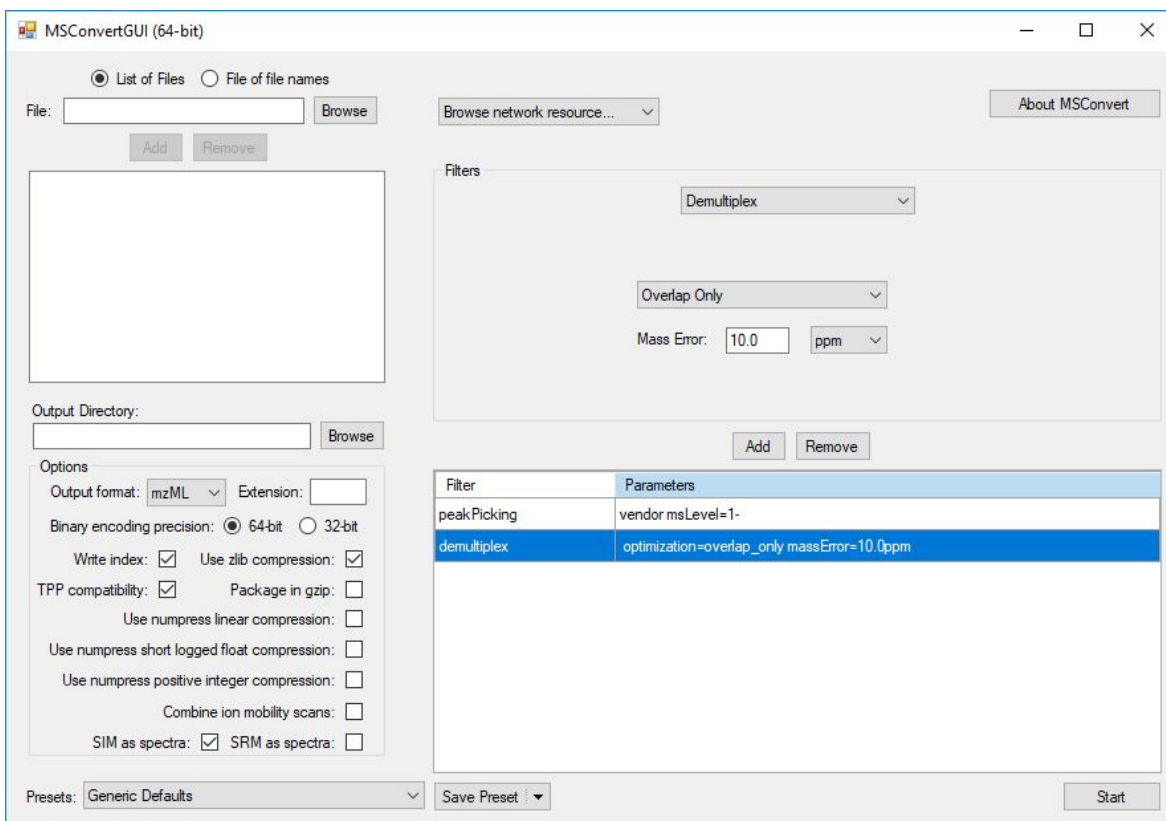 MSConvertGUI (64-bit)
List of Files File of file names
File: Browse
Add Remove
Browse network resource...
About MSConvert
Filters
Demultiplex
Overlap Only
Mass Error: 10.0 ppm
Add Remove
Output Directory:
Browse
Options
Output format: mzML Extension:
Binary encoding precision: 64-bit 32-bit
Write index: Use zlib compression:
TPP compatibility: Package in gzip:
Use numpress linear compression:
Use numpress short logged float compression:
Use numpress positive integer compression:
Combine ion mobility scans:
SIM as spectra: SRM as spectra:
Filter Parameters
peakPicking vendor msLevel=1-
demultiplex optimization=overlap_only massError=10.0ppm
Presets: Generic Defaults Save Preset Start